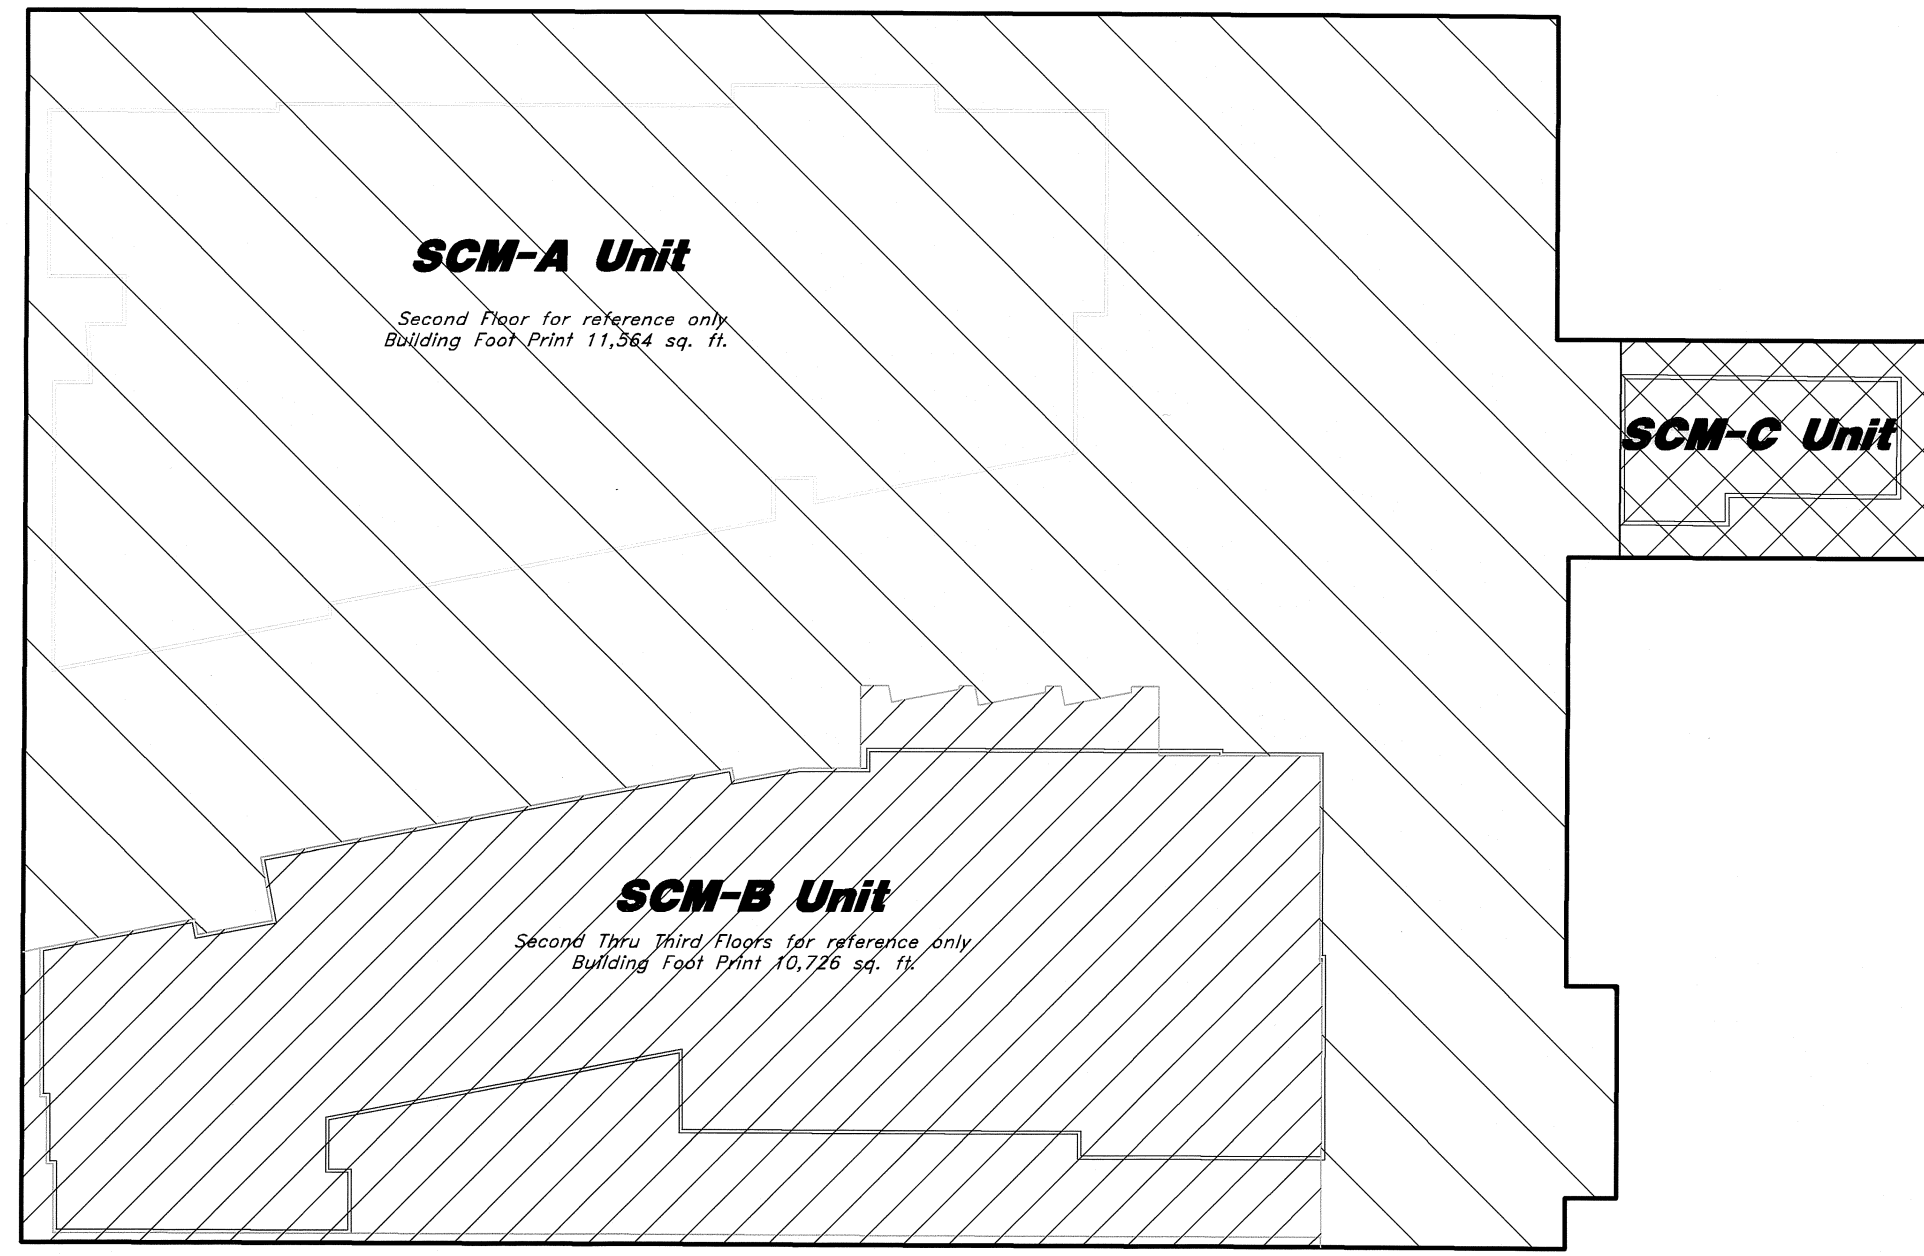 SCM-A Unit
Second Floor for reference only
Building Foot Print 11,564 sq. ft.
SCM-C Unit
SCM-B Unit
Second Thru Third Floors for reference only
Building Foot Print 10,726 sq. ft.